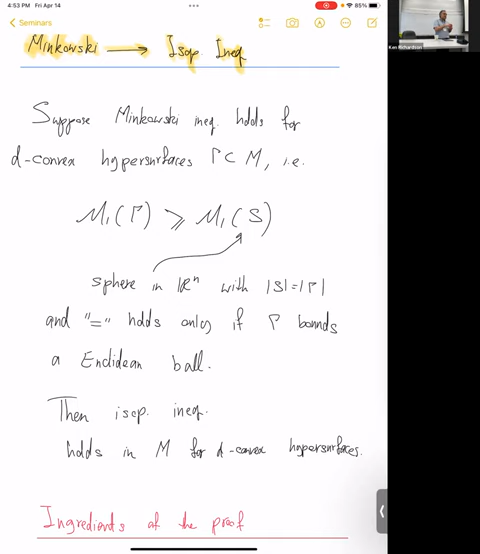 4:53 PM Fri Apr 14
85%
Seminars
Minkowski → Isop Ineq
Ken Richardson
Suppose Minkowski ineq. holds for
d-convex hypersurfaces Γ ⊂ M, i.e.
M₁(Γ) ⩾ M₁(S)
sphere in ℝⁿ with |S|=|Γ|
and "=" holds only if Γ bounds
a Euclidean ball.
Then isop. ineq.
holds in M for d-convex hypersurfaces.
Ingredients of the proof